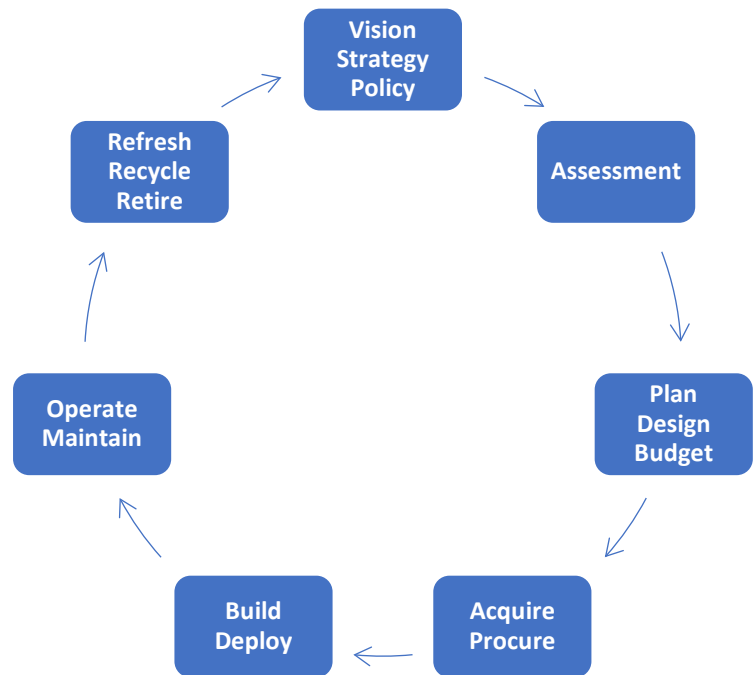 Vision
Strategy
Policy
Assessment
Plan
Design
Budget
Acquire
Procure
Build
Deploy
Operate
Maintain
Refresh
Recycle
Retire